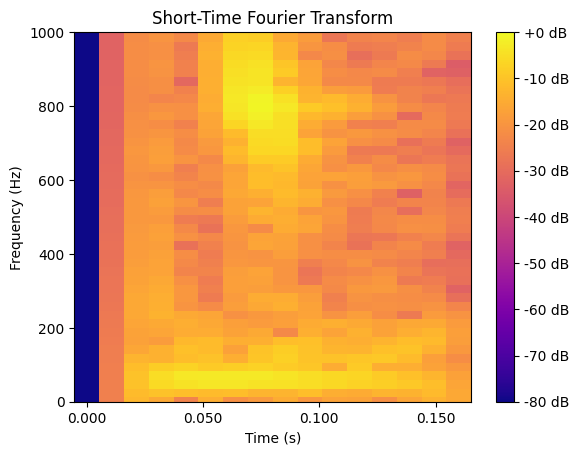 Short-Time Fourier Transform
1000
800
600
400
200
0
Frequency (Hz)
0.000
0.050
0.100
0.150
Time (s)
+0 dB
-10 dB
-20 dB
-30 dB
-40 dB
-50 dB
-60 dB
-70 dB
-80 dB